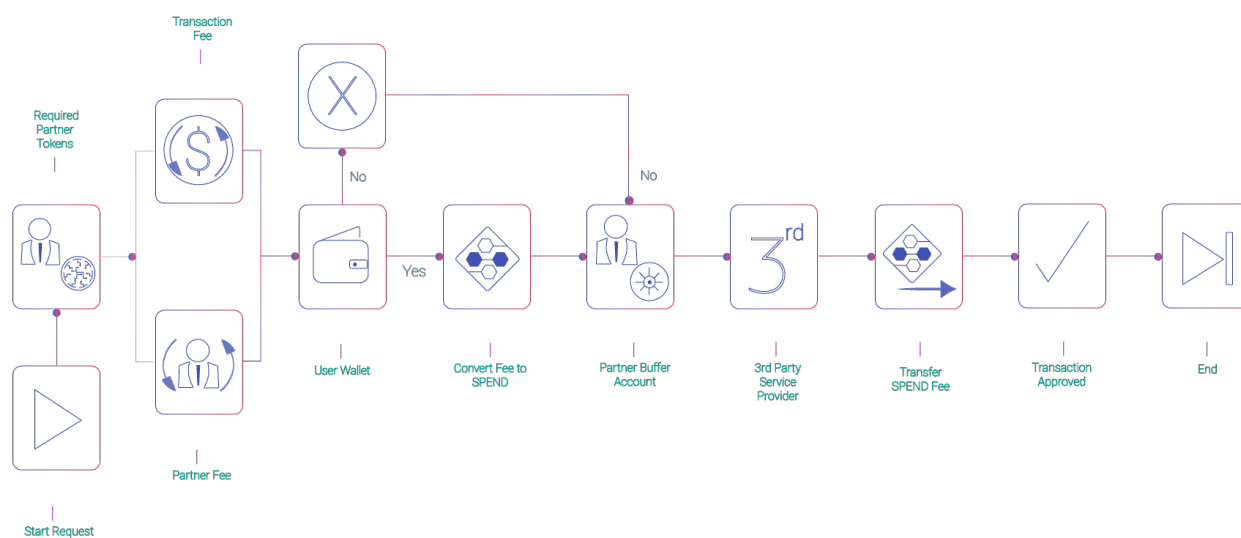 Transaction
Fee
Required
Partner
Tokens
$
X
No
No
3rd
Yes
User Wallet
Convert Fee to
SPEND
Partner Buffer
Account
3rd Party
Service
Provider
Transfer
SPEND Fee
Transaction
Approved
End
Partner Fee
Start Request